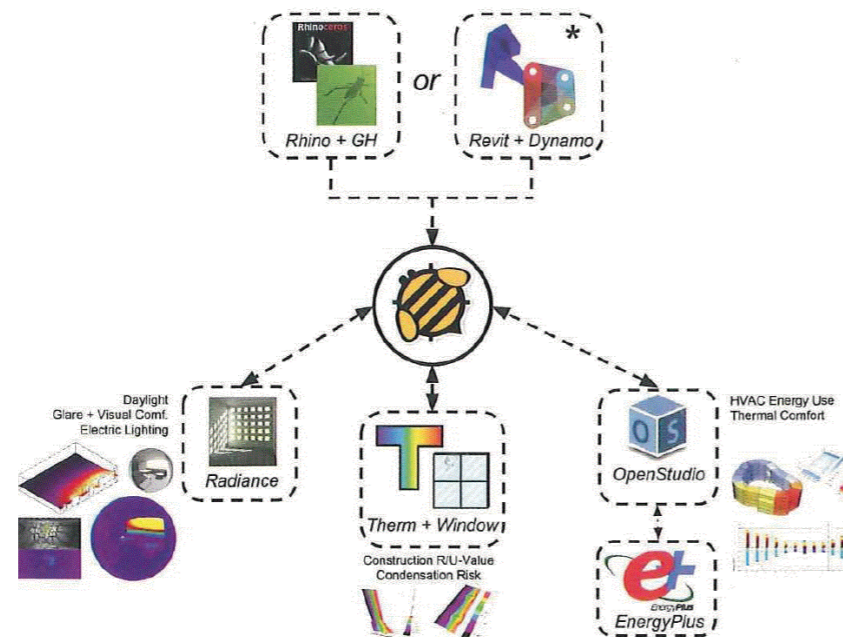 Rhinoceros
*
or
Rhino + GH
Revit + Dynamo
Daylight
Glare + Visual Comf.
Electric Lighting
Radiance
Therm + Window
Construction R/U-Value
Condensation Risk
OS
OpenStudio
HVAC Energy Use
Thermal Comfort
e+
EnergyPlus
EnergyPlus